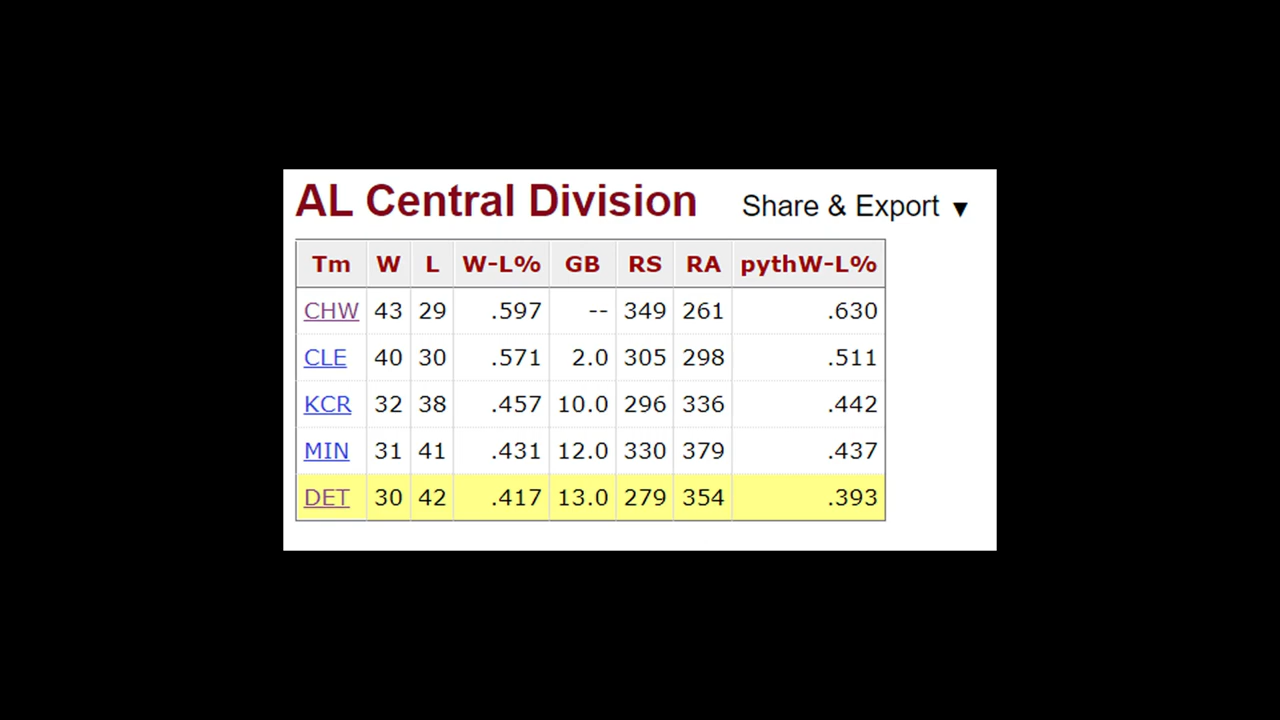 AL Central Division Share & Export ▼
Tm W L W-L% GB RS RA pythW-L%
CHW 43 29 .597 -- 349 261 .630
CLE 40 30 .571 2.0 305 298 .511
KCR 32 38 .457 10.0 296 336 .442
MIN 31 41 .431 12.0 330 379 .437
DET 30 42 .417 13.0 279 354 .393